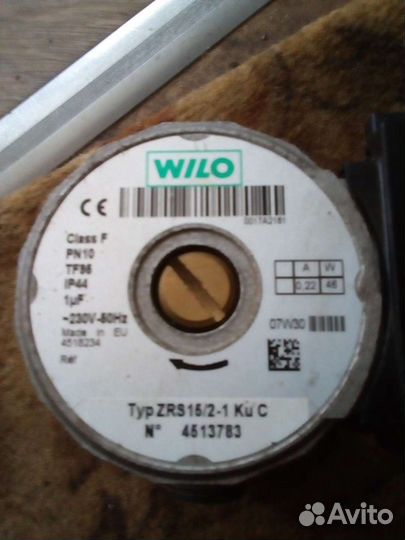 WILO
CE
001TA2181
Class F
PN10
TF95
IP44
1µF
~230V-50Hz
Made in EU
4518234
Ref
A W
0,22 46
07W30
Typ ZRS15/2-1 Ku C
N° 4513783
Avito